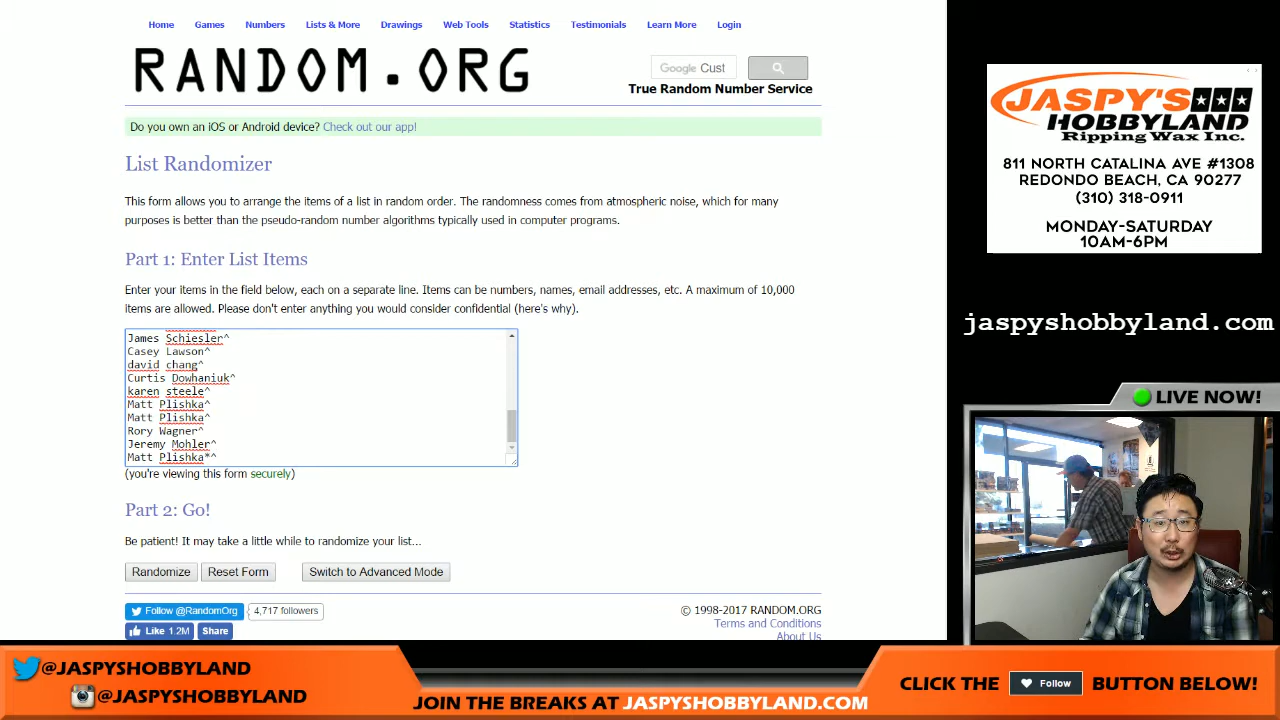 Home Games Numbers Lists & More Drawings Web Tools Statistics Testimonials Learn More Login
RANDOM.ORG
Google Cust
True Random Number Service
Do you own an iOS or Android device? Check out our app!
List Randomizer
This form allows you to arrange the items of a list in random order. The randomness comes from atmospheric noise, which for many
purposes is better than the pseudo-random number algorithms typically used in computer programs.
Part 1: Enter List Items
Enter your items in the field below, each on a separate line. Items can be numbers, names, email addresses, etc. A maximum of 10,000
items are allowed. Please don't enter anything you would consider confidential (here's why).
James Schiesler^
Casey Lawson^
david chang^
Curtis Dowhaniuk^
karen steele^
Matt Plishka^
Matt Plishka^
Rory Wagner^
Jeremy Mohler^
Matt Plishka*^
(you're viewing this form securely)
Part 2: Go!
Be patient! It may take a little while to randomize your list...
Randomize Reset Form Switch to Advanced Mode
Follow @RandomOrg 4,717 followers
Like 1.2M Share
© 1998-2017 RANDOM.ORG
Terms and Conditions
About Us
JASPY'S
HOBBYLAND
Ripping Wax Inc.
811 NORTH CATALINA AVE #1308
REDONDO BEACH, CA 90277
(310) 318-0911
MONDAY-SATURDAY
10AM-6PM
jaspyshobbyland.com
LIVE NOW!
@JASPYSHOBBYLAND
@JASPYSHOBBYLAND
JOIN THE BREAKS AT JASPYSHOBBYLAND.COM
CLICK THE Follow BUTTON BELOW!